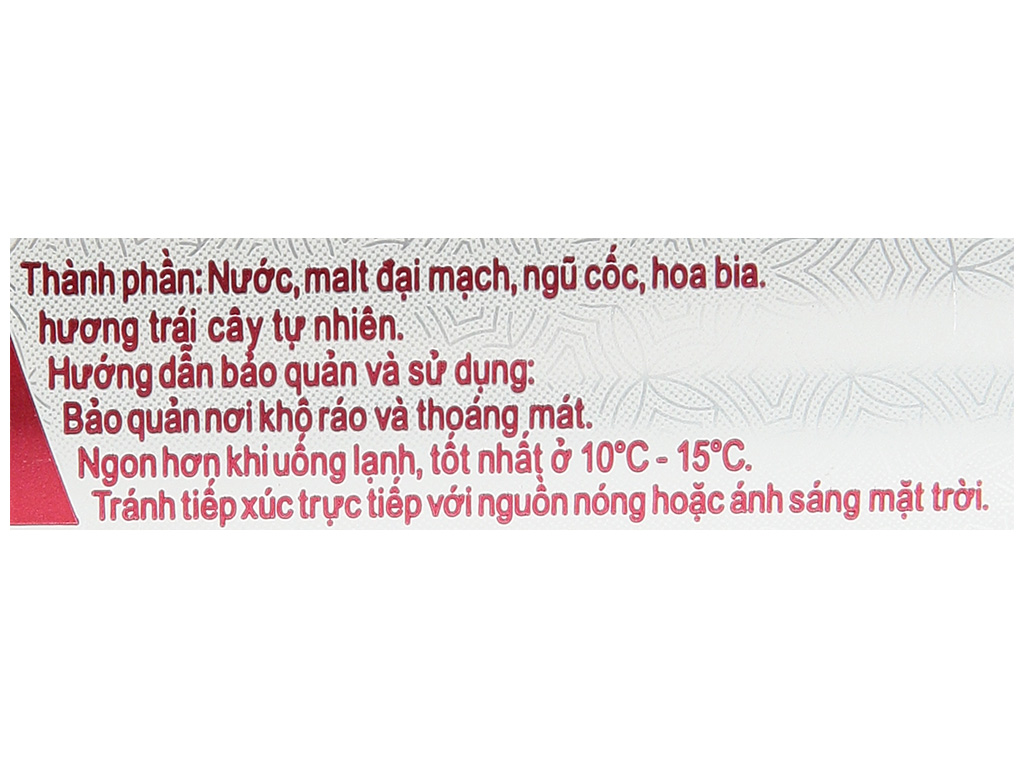 Thành phần: Nước, malt đại mạch, ngũ cốc, hoa bia.
hương trái cây tự nhiên.
Hướng dẫn bảo quản và sử dụng:
Bảo quản nơi khô ráo và thoáng mát.
Ngon hơn khi uống lạnh, tốt nhất ở 10°C - 15°C.
Tránh tiếp xúc trực tiếp với nguồn nóng hoặc ánh sáng mặt trời.